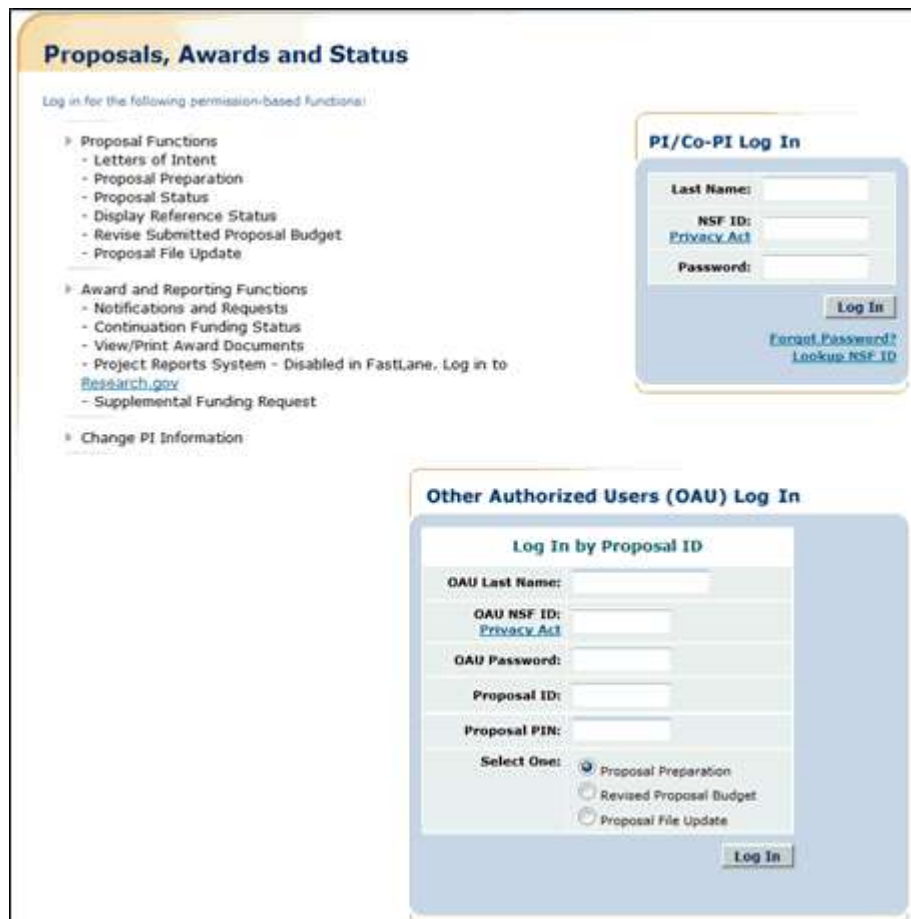 Proposals, Awards and Status
Log in for the following permission-based functions:
Proposal Functions
- Letters of Intent
- Proposal Preparation
- Proposal Status
- Display Reference Status
- Revise Submitted Proposal Budget
- Proposal File Update
Award and Reporting Functions
- Notifications and Requests
- Continuation Funding Status
- View/Print Award Documents
- Project Reports System - Disabled in FastLane. Log in to
Research.gov
- Supplemental Funding Request
Change PI Information
PI/Co-PI Log In
Last Name:
NSF ID:
Privacy Act
Password:
Log In
Forgot Password?
Lookup NSF ID
Other Authorized Users (OAU) Log In
Log In by Proposal ID
OAU Last Name:
OAU NSF ID:
Privacy Act
OAU Password:
Proposal ID:
Proposal PIN:
Select One:
Proposal Preparation
Revised Proposal Budget
Proposal File Update
Log In